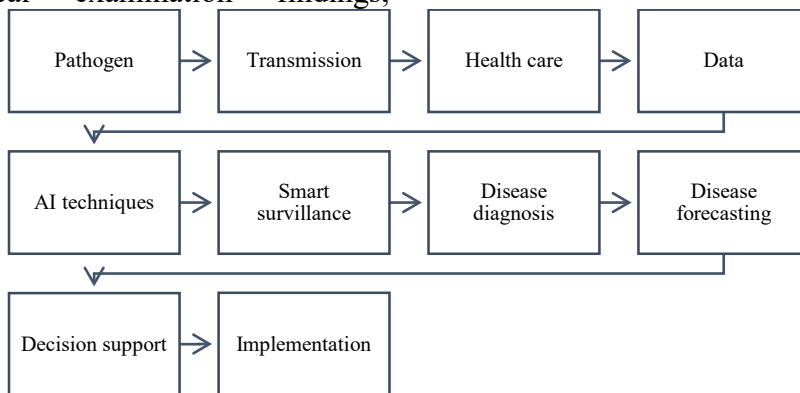 examination findings,
Pathogen
Transmission
Health care
Data
AI techniques
Smart
survillance
Disease
diagnosis
Disease
forecasting
Decision support
Implementation